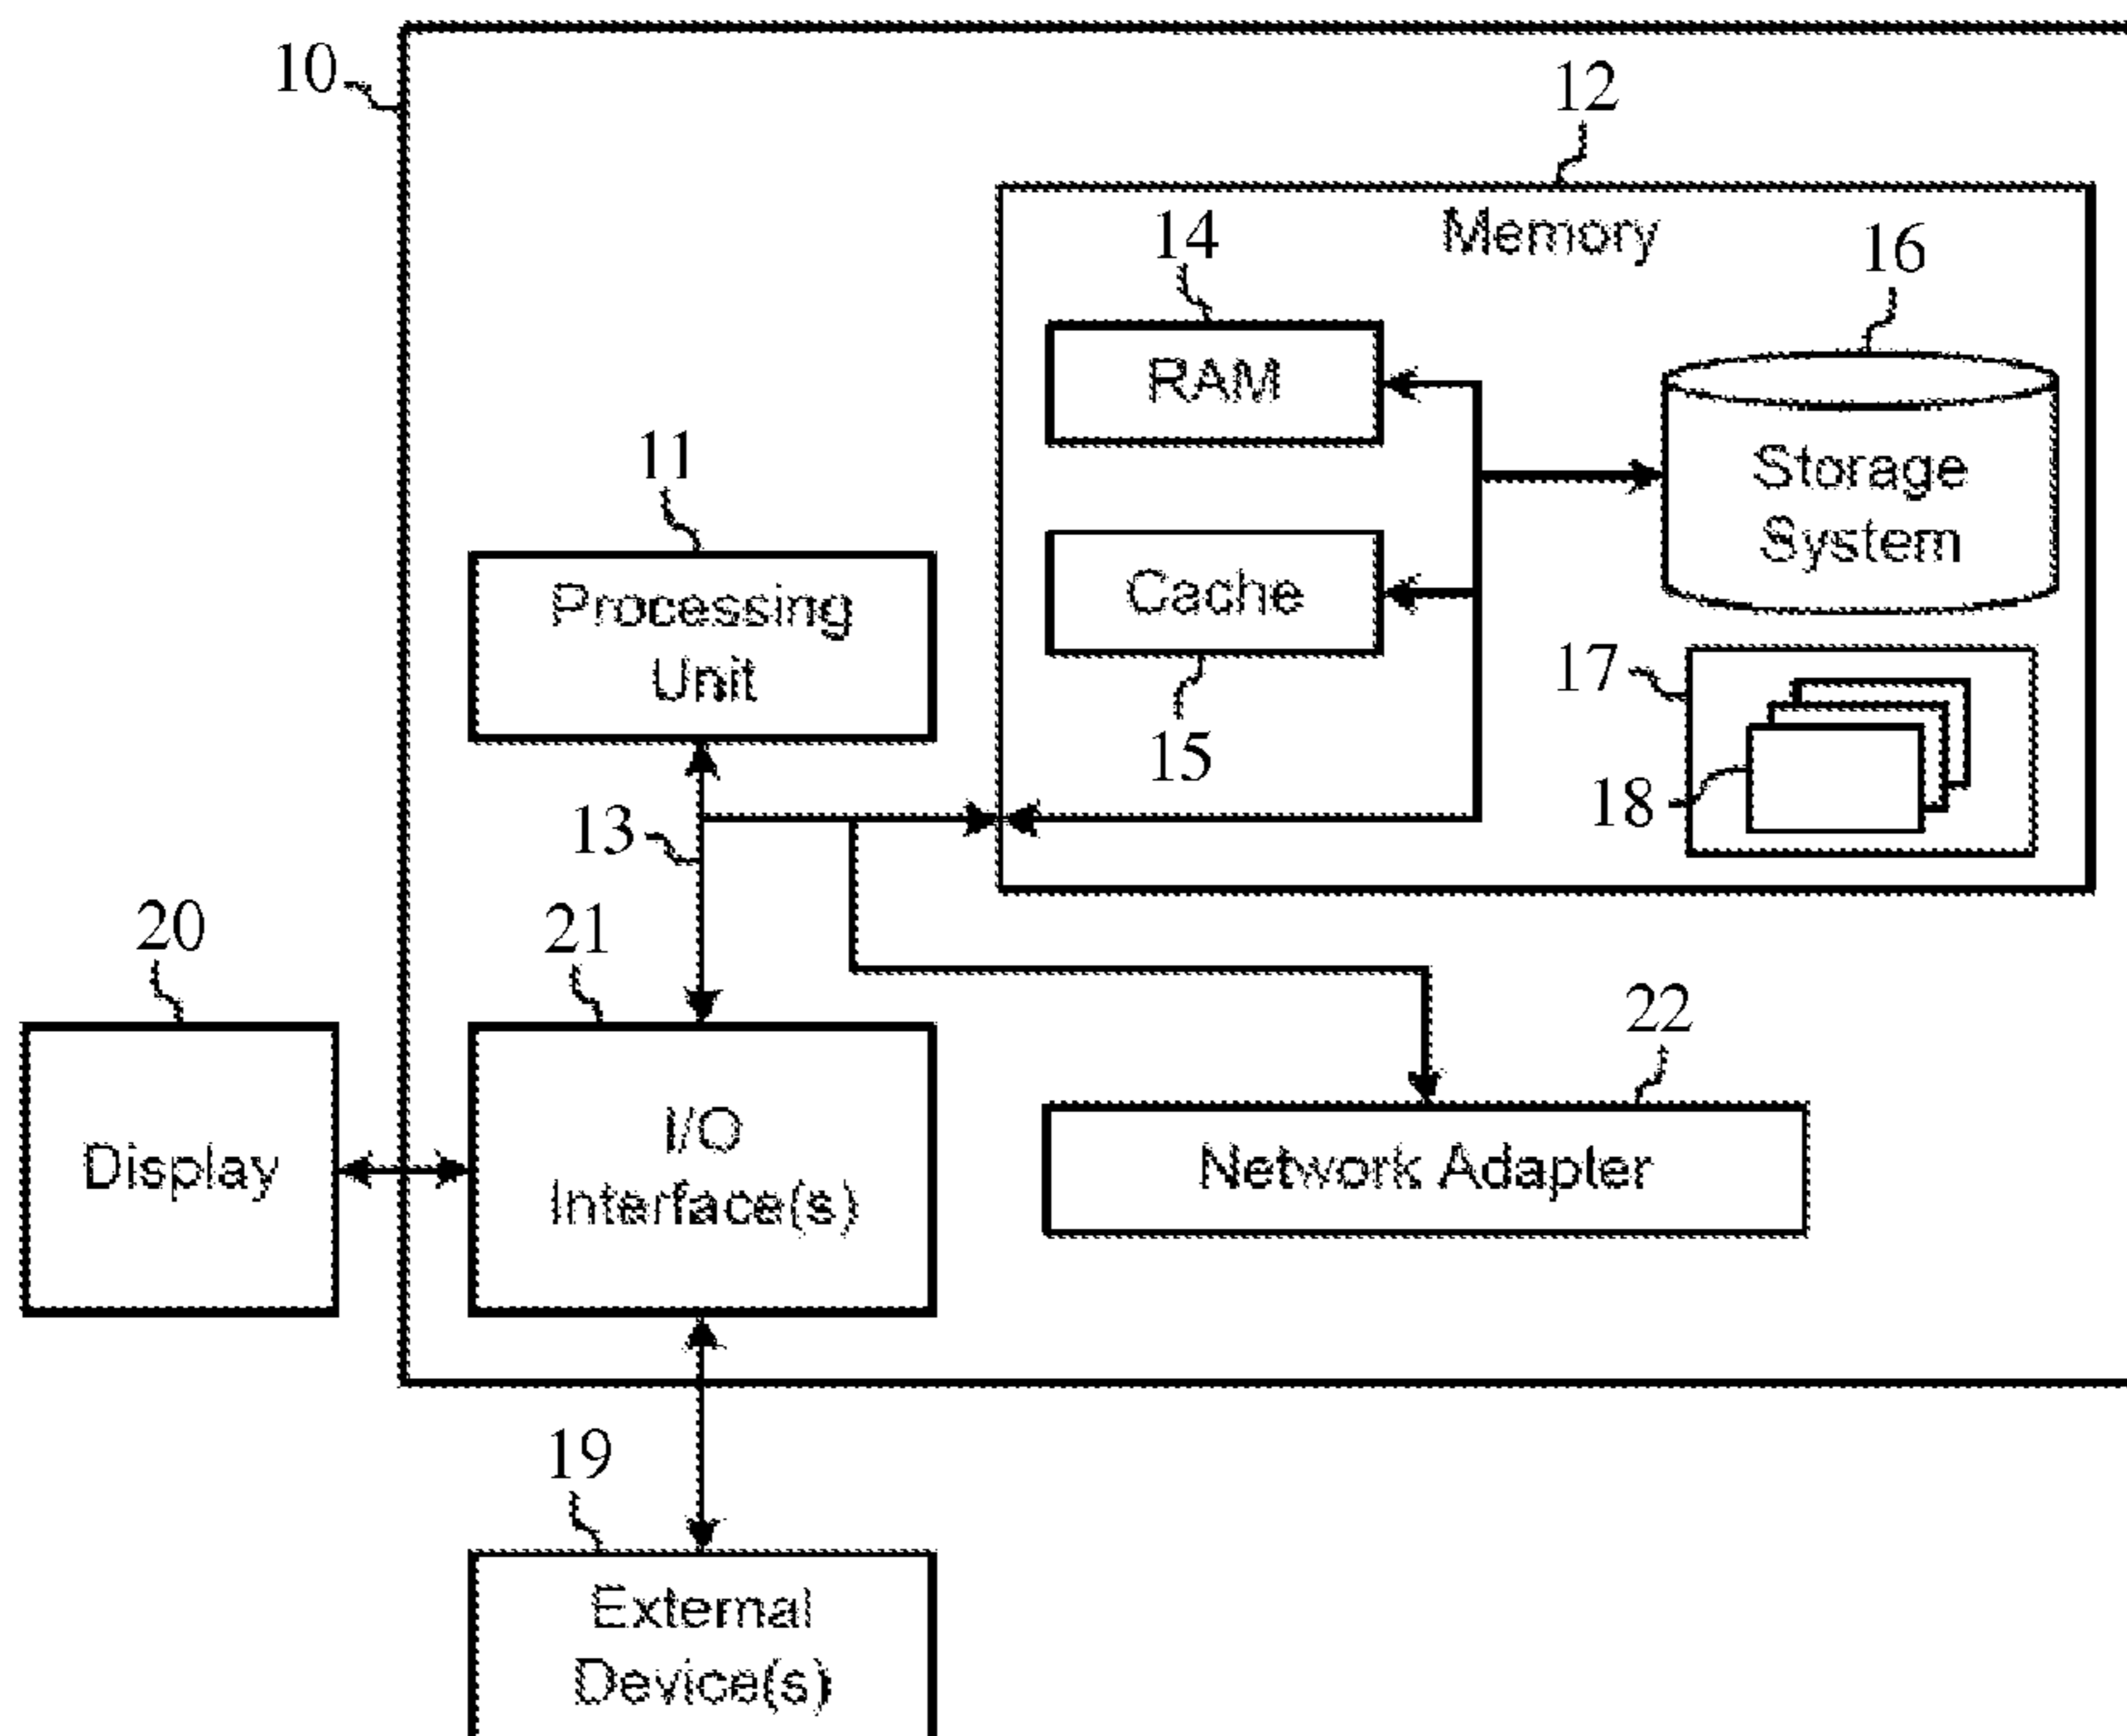 10
12
Memory
14
16
RAM
Storage
System
11
Processing
Unit
Cache
15
17
18
13
20
21
22
Display
I/O
Interface(s)
Network Adapter
19
External
Device(s)